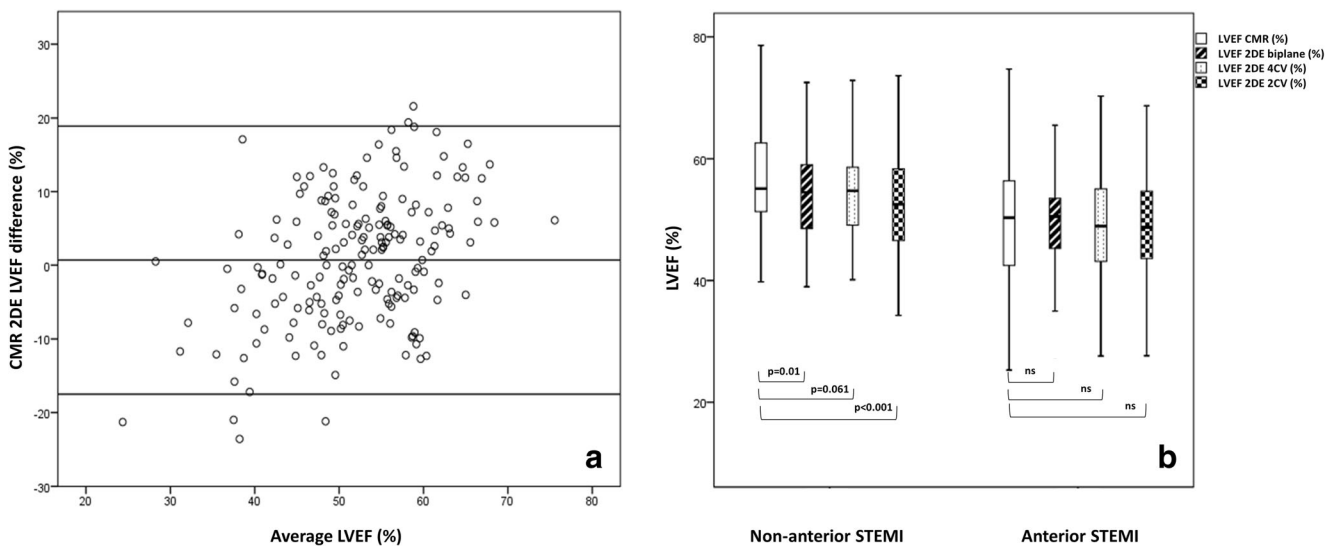 CMR 2DE LVEF difference (%)
30
20
10
0
-10
-20
-30
20
30
40
50
60
70
80
Average LVEF (%)
a
LVEF (%)
80
60
40
20
LVEF CMR (%)
LVEF 2DE biplane (%)
LVEF 2DE 4CV (%)
LVEF 2DE 2CV (%)
p=0.01
p=0.061
p<0.001
ns
ns
ns
b
Non-anterior STEMI
Anterior STEMI